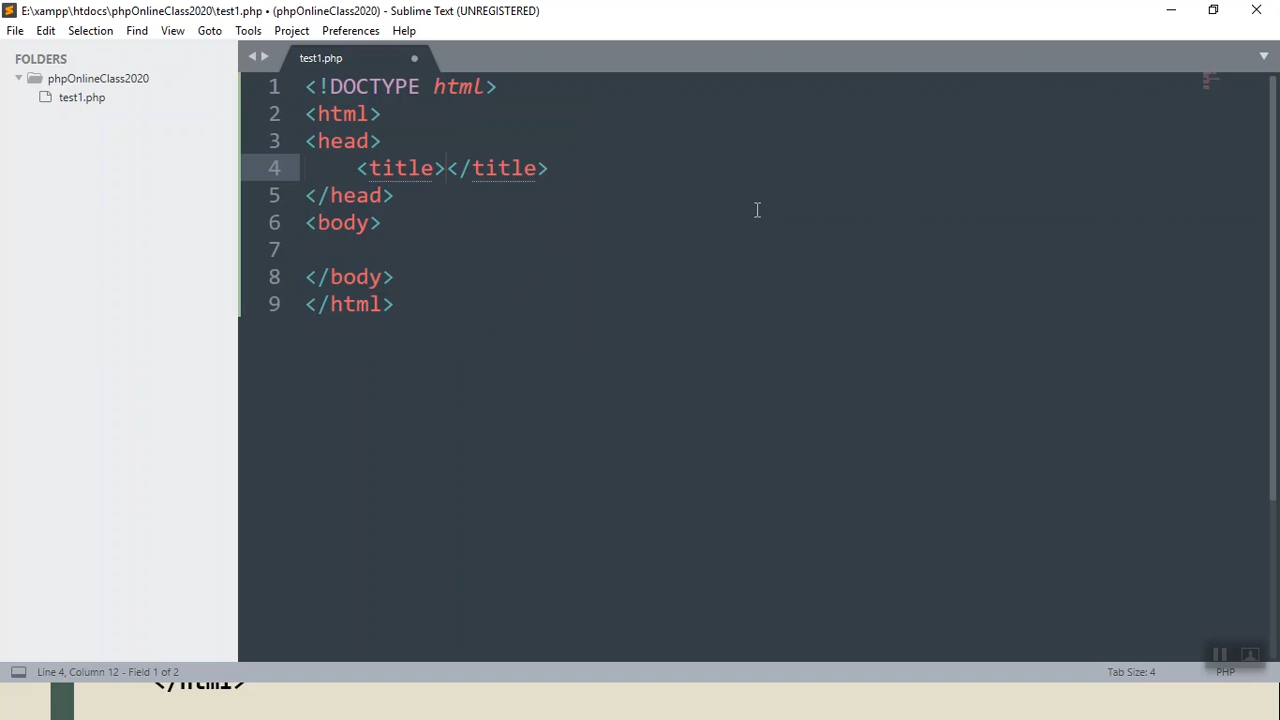 E:\xampp\htdocs\phpOnlineClass2020\test1.php • (phpOnlineClass2020) - Sublime Text (UNREGISTERED)
File Edit Selection Find View Goto Tools Project Preferences Help
FOLDERS
phpOnlineClass2020
test1.php
test1.php
1 <!DOCTYPE html>
2 <html>
3 <head>
4 <title></title>
5 </head>
6 <body>
7
8 </body>
9 </html>
Line 4, Column 12 - Field 1 of 2
Tab Size: 4
PHP
</html>